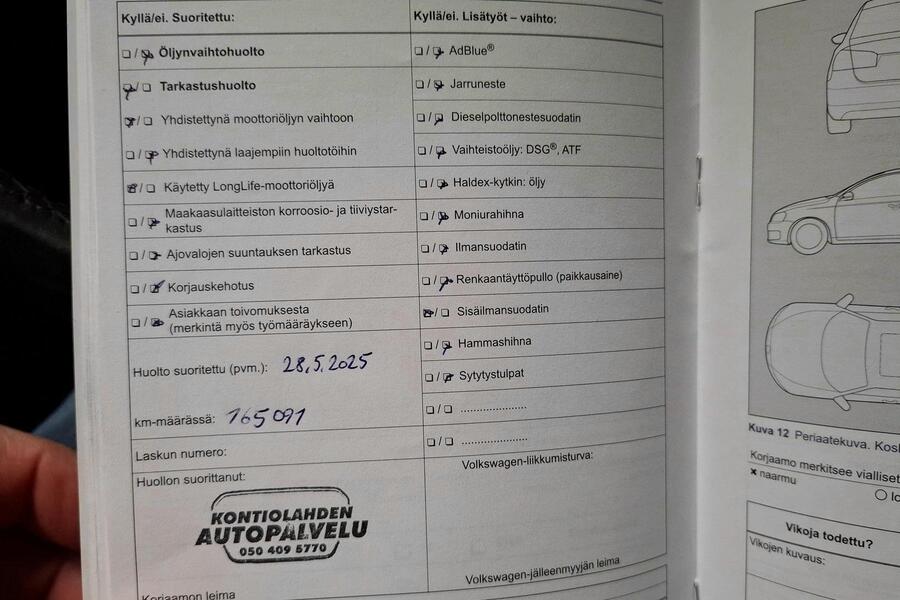 Kyllä/ei. Suoritettu:
Öljynvaihtohuolto
Tarkastushuolto
Yhdistettynä moottoriöljyn vaihtoon
Yhdistettynä laajempiin huoltotöihin
Käytetty LongLife-moottoriöljyä
Maakaasulaitteiston korroosio- ja tiiviystar-
kastus
Ajovalojen suuntauksen tarkastus
Korjauskehotus
Asiakkaan toivomuksesta
(merkintä myös työmääräykseen)
Huolto suoritettu (pvm.): 28.5.2025
km-määrässä: 165091
Laskun numero:
Huollon suorittanut:
KONTIOLAHDEN
AUTOPALVELU
050 409 5770
Korjaamon leima
Kyllä/ei. Lisätyöt – vaihto:
AdBlue®
Jarruneste
Dieselpolttonestesuodatin
Vaihteistoöljy: DSG®, ATF
Haldex-kytkin: öljy
Moniurahihna
Ilmansuodatin
Renkaantäyttöpullo (paikkausaine)
Sisäilmansuodatin
Hammashihna
Sytytystulpat
Volkswagen-liikkumisturva:
Volkswagen-jälleenmyyjän leima
Kuva 12 Periaatekuva.
Korjaamo merkitsee vialliset
× naarmu
Vikoja todettu?
Vikojen kuvaus: